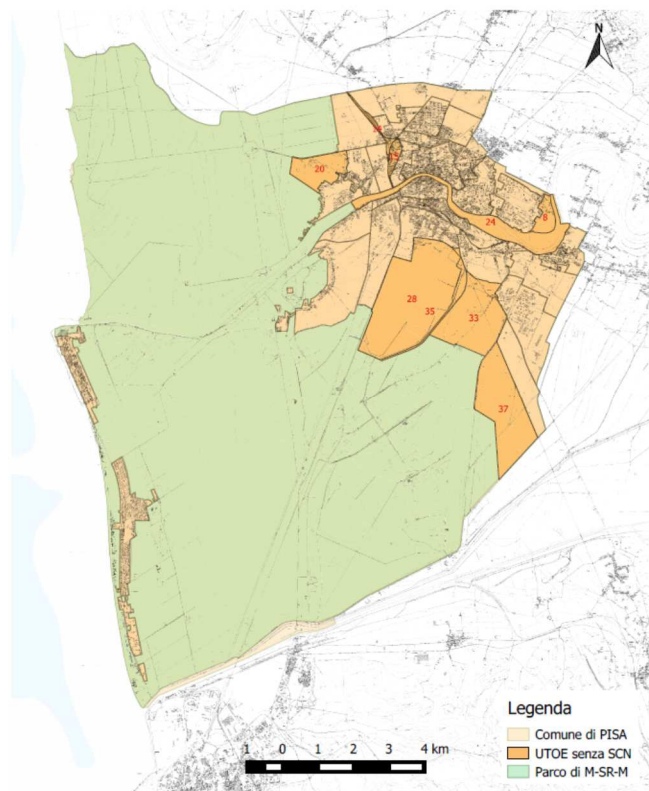 N
20
8
24
28
35
33
37
Legenda
Comune di PISA
UTOE senza SCN
Parco di M-SR-M
1 0 1 2 3 4 km